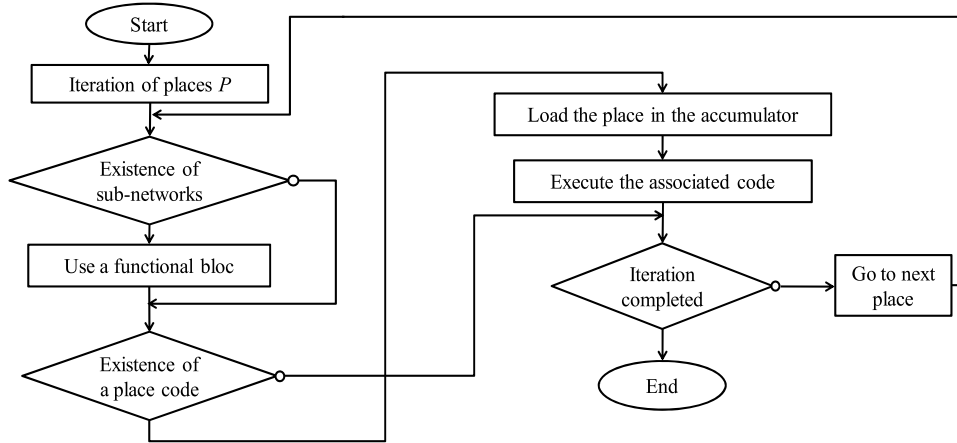 Start
Iteration of places P
Existence of
sub-networks
Use a functional bloc
Existence of
a place code
Load the place in the accumulator
Execute the associated code
Iteration
completed
Go to next
place
End